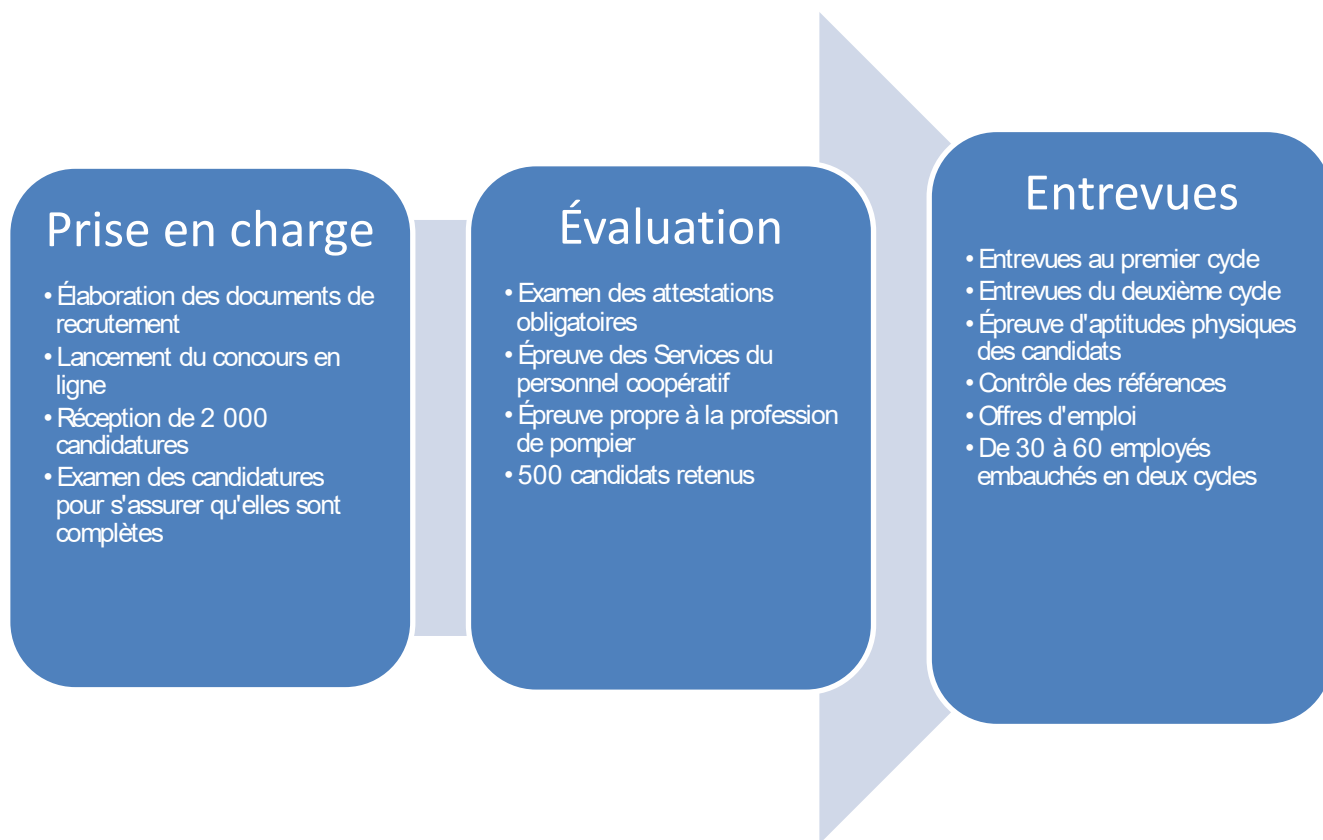 Prise en charge
• Élaboration des documents de
recrutement
• Lancement du concours en
ligne
• Réception de 2 000
candidatures
• Examen des candidatures
pour s'assurer qu'elles sont
complètes
Évaluation
• Examen des attestations
obligatoires
• Épreuve des Services du
personnel coopératif
• Épreuve propre à la profession
de pompier
• 500 candidats retenus
Entrevues
• Entrevues au premier cycle
• Entrevues du deuxième cycle
• Épreuve d'aptitudes physiques
des candidats
• Contrôle des références
• Offres d'emploi
• De 30 à 60 employés
embauchés en deux cycles